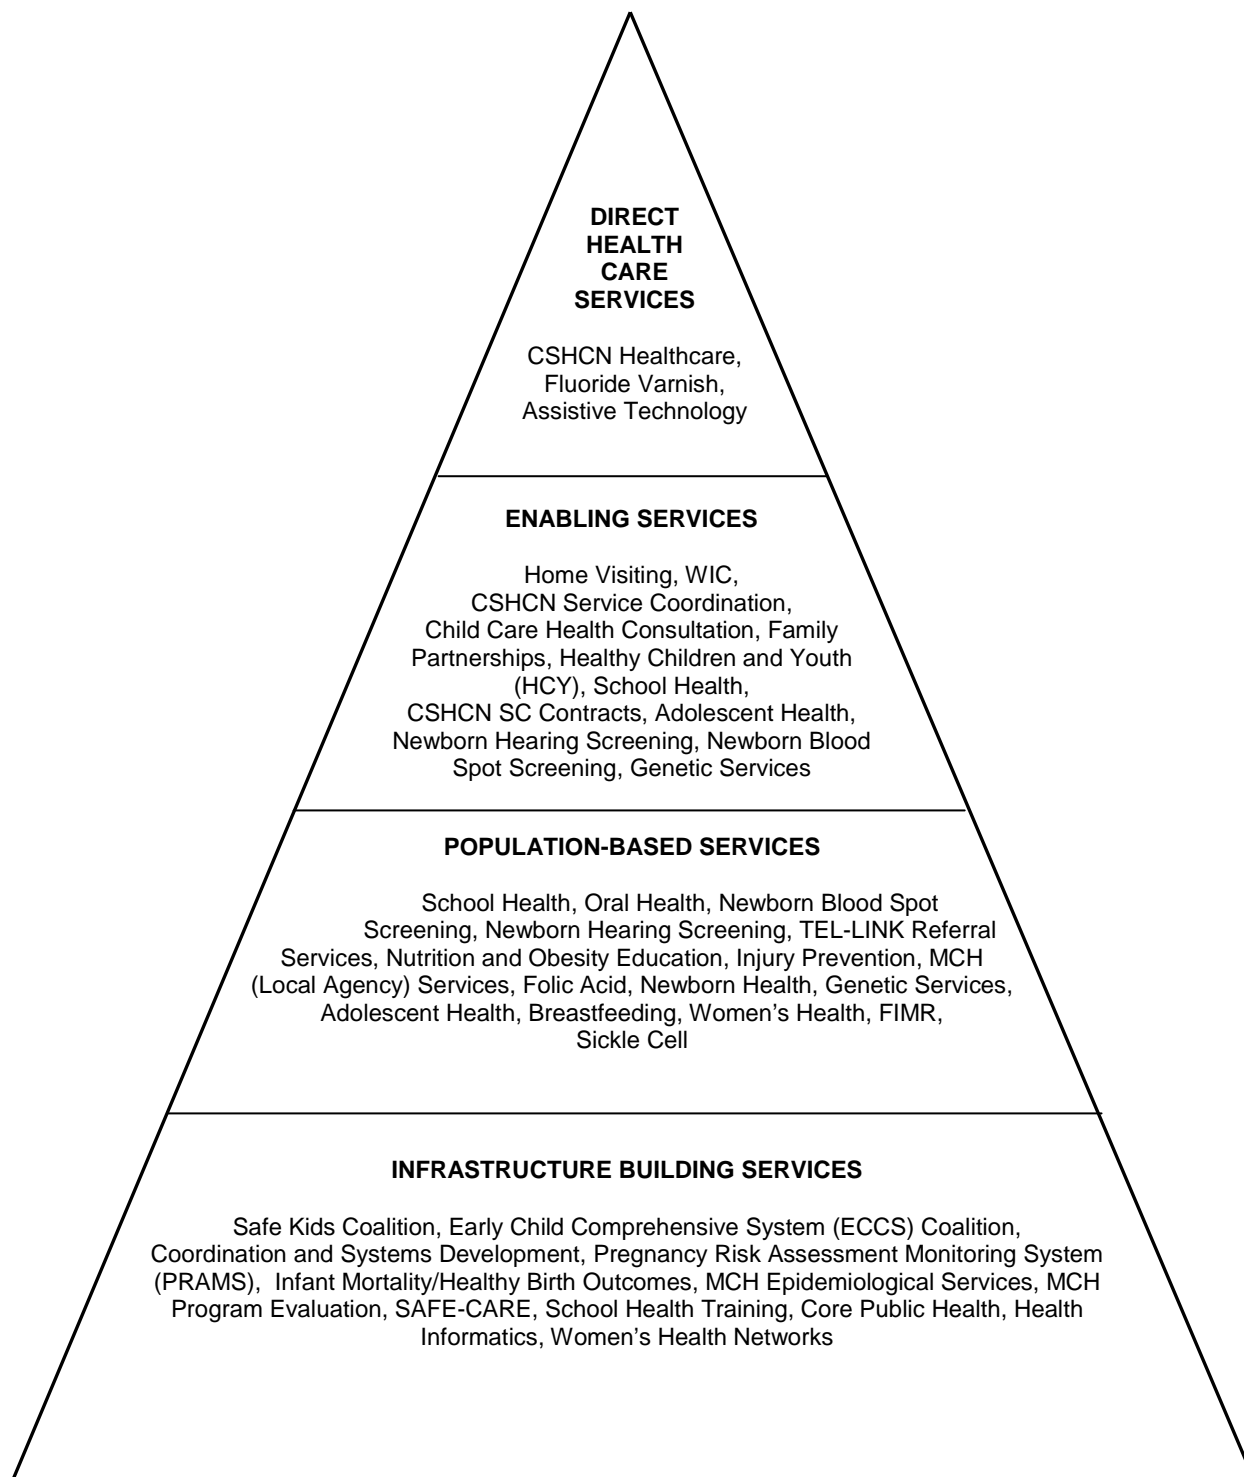 DIRECT
HEALTH
CARE
SERVICES
CSHCN Healthcare,
Fluoride Varnish,
Assistive Technology
ENABLING SERVICES
Home Visiting, WIC,
CSHCN Service Coordination,
Child Care Health Consultation, Family
Partnerships, Healthy Children and Youth
(HCY), School Health,
CSHCN SC Contracts, Adolescent Health,
Newborn Hearing Screening, Newborn Blood
Spot Screening, Genetic Services
POPULATION-BASED SERVICES
School Health, Oral Health, Newborn Blood Spot
Screening, Newborn Hearing Screening, TEL-LINK Referral
Services, Nutrition and Obesity Education, Injury Prevention, MCH
(Local Agency) Services, Folic Acid, Newborn Health, Genetic Services,
Adolescent Health, Breastfeeding, Women’s Health, FIMR,
Sickle Cell
INFRASTRUCTURE BUILDING SERVICES
Safe Kids Coalition, Early Child Comprehensive System (ECCS) Coalition,
Coordination and Systems Development, Pregnancy Risk Assessment Monitoring System
(PRAMS),  Infant Mortality/Healthy Birth Outcomes, MCH Epidemiological Services, MCH
Program Evaluation, SAFE-CARE, School Health Training, Core Public Health, Health
Informatics, Women’s Health Networks